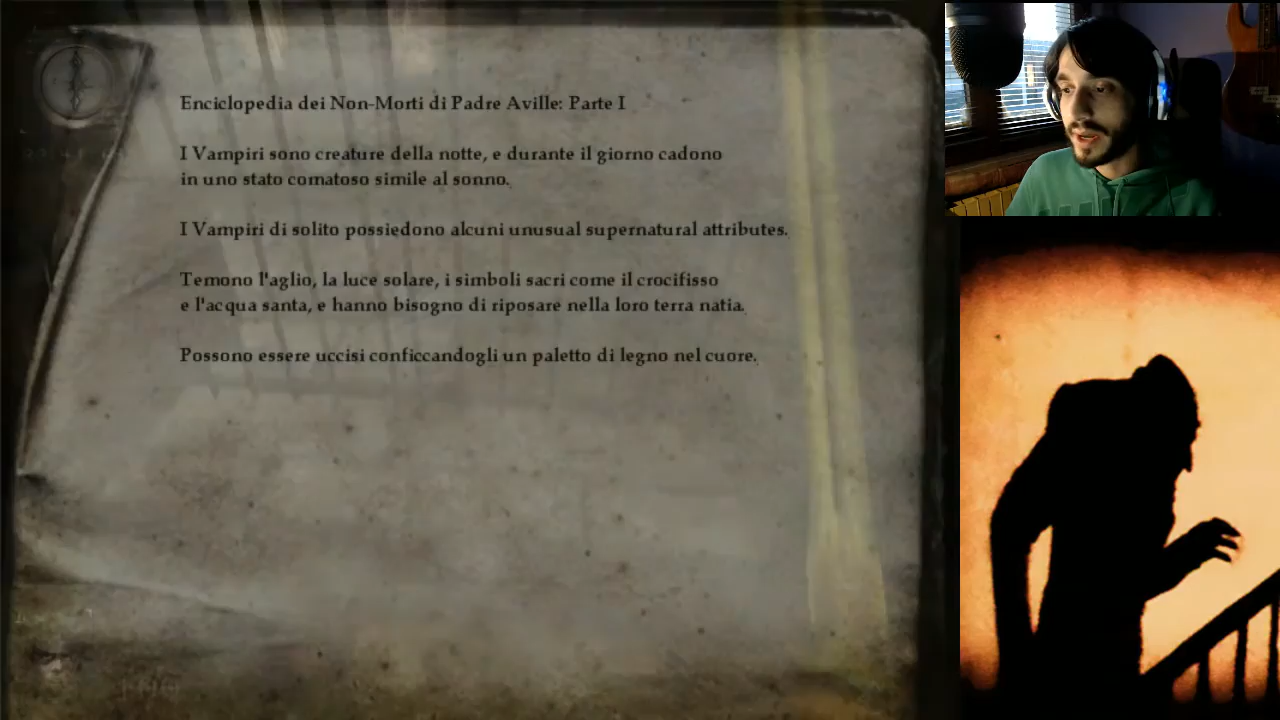 Enciclopedia dei Non-Morti di Padre Aville: Parte I
I Vampiri sono creature della notte, e durante il giorno cadono
in uno stato comatoso simile al sonno.
I Vampiri di solito possiedono alcuni unusual supernatural attributes.
Temono l'aglio, la luce solare, i simboli sacri come il crocifisso
e l'acqua santa, e hanno bisogno di riposare nella loro terra natia.
Possono essere uccisi conficcandogli un paletto di legno nel cuore.